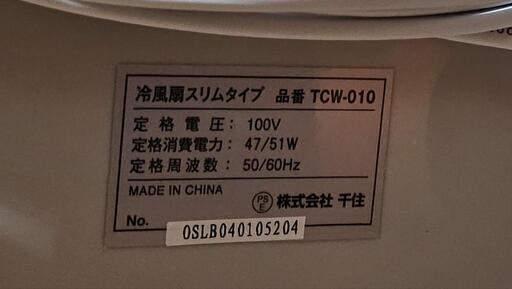 冷風扇スリムタイプ 品番 TCW-010
定格電圧: 100V
定格消費電力: 47/51W
定格周波数: 50/60Hz
MADE IN CHINA
PSE 株式会社 千住
No.
0SLB040105204